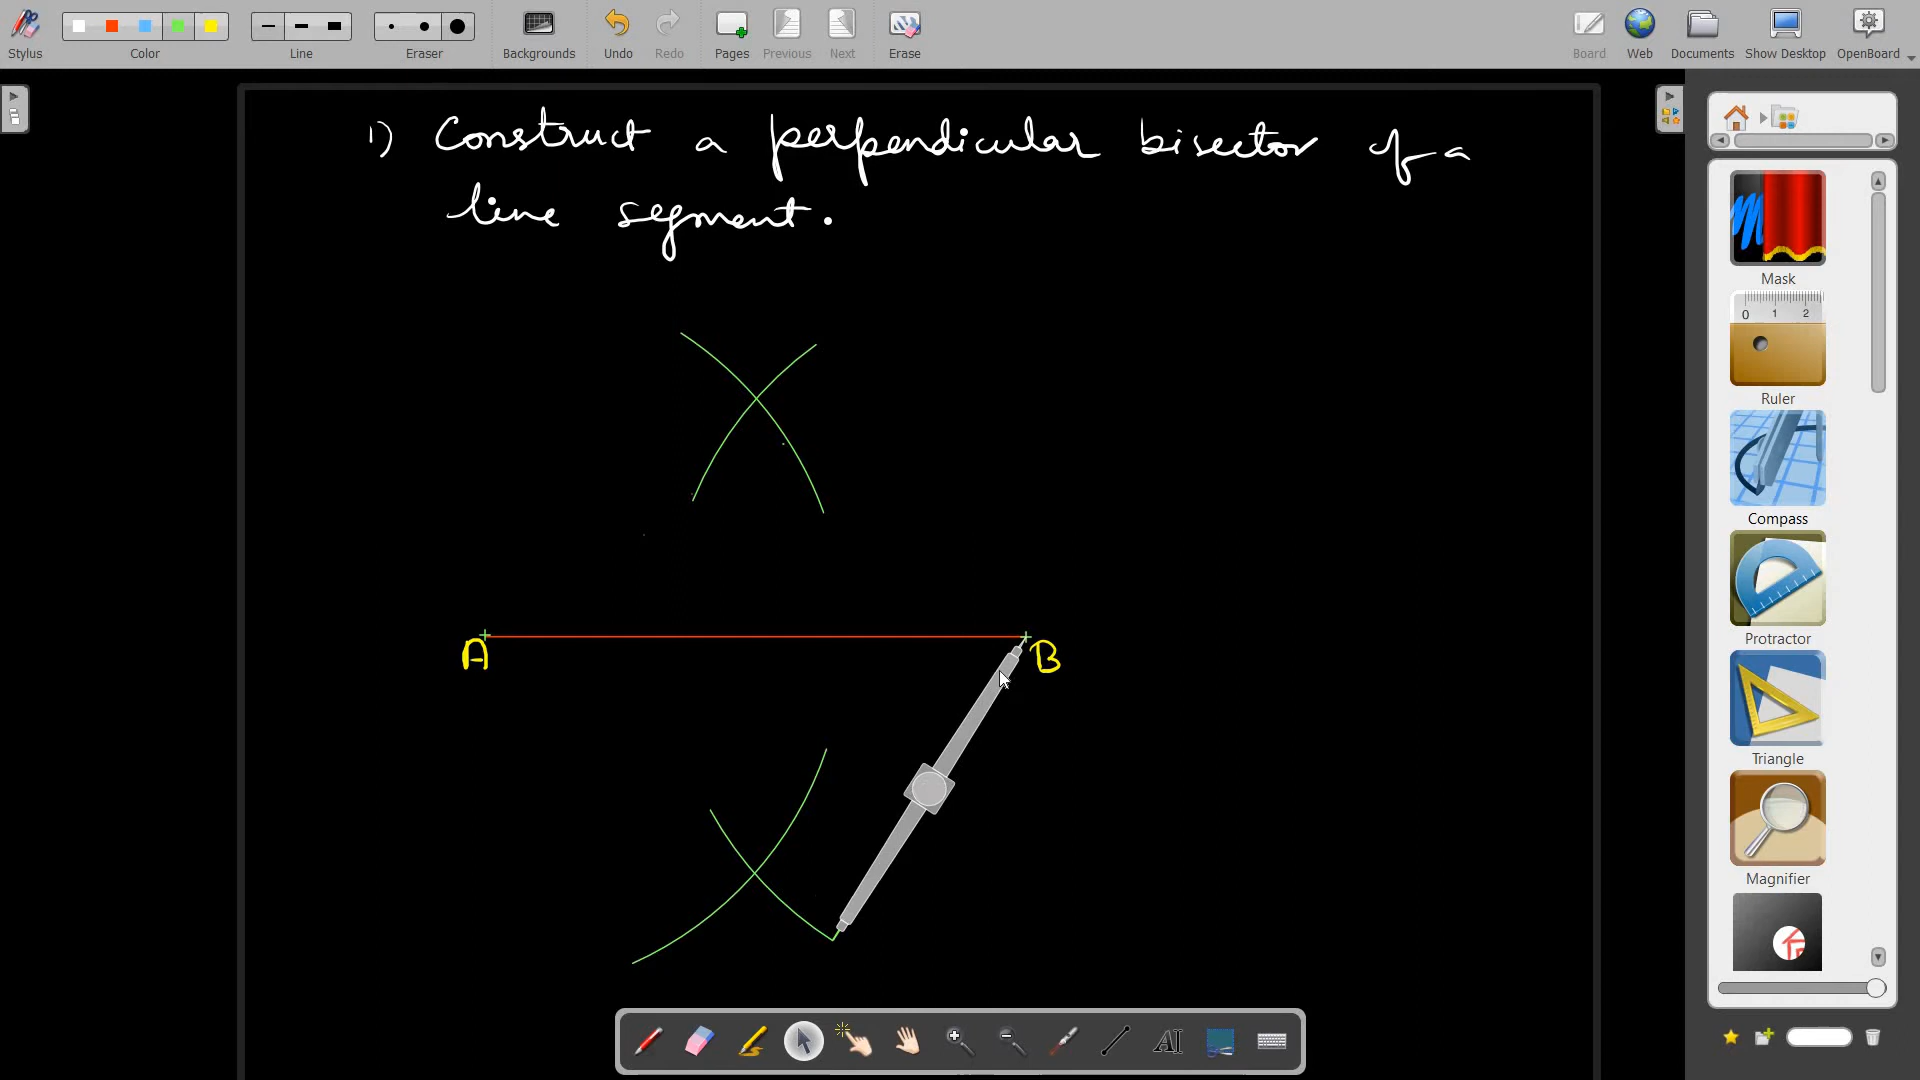 Stylus
Color
Line
Eraser
Backgrounds
Undo
Redo
Pages
Previous
Next
Erase
Board
Web
Documents
Show Desktop
OpenBoard
1) Construct a perpendicular bisector of a
line segment.
A
B
Mask
0 1 2
Ruler
Compass
Protractor
Triangle
Magnifier
AI